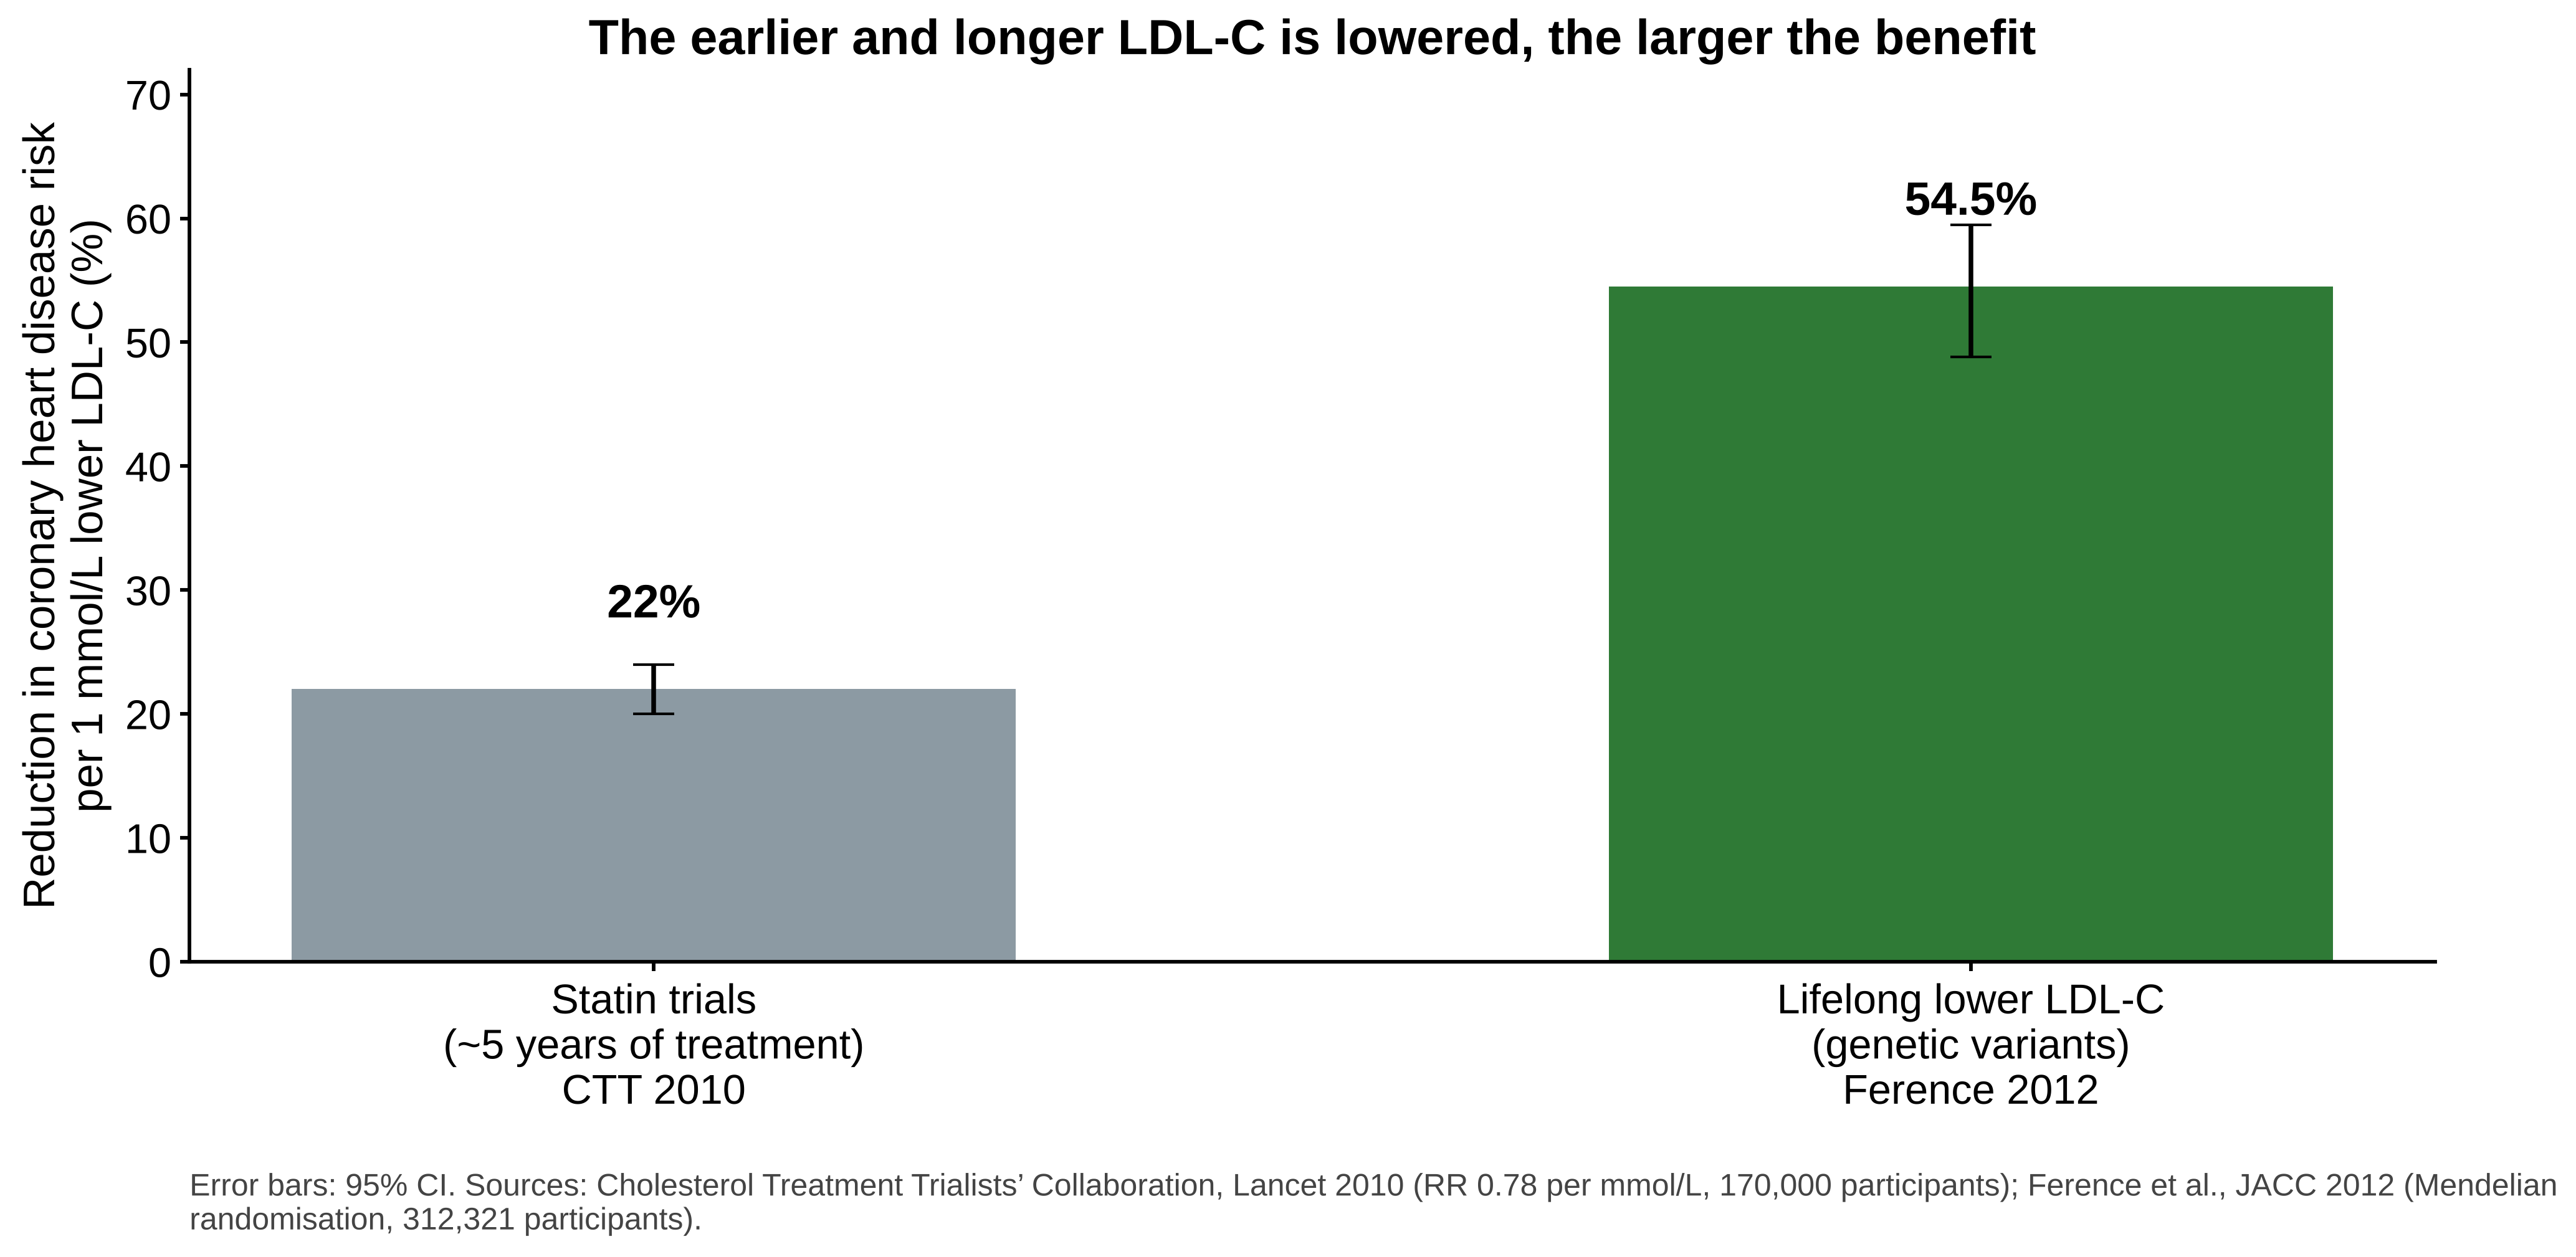 The earlier and longer LDL-C is lowered, the larger the benefit
Reduction in coronary heart disease risk
per 1 mmol/L lower LDL-C (%)
70
60
50
40
30
20
10
0
22%
54.5%
Statin trials
(~5 years of treatment)
CTT 2010
Lifelong lower LDL-C
(genetic variants)
Ference 2012
Error bars: 95% CI. Sources: Cholesterol Treatment Trialists’ Collaboration, Lancet 2010 (RR 0.78 per mmol/L, 170,000 participants); Ference et al., JACC 2012 (Mendelian
randomisation, 312,321 participants).